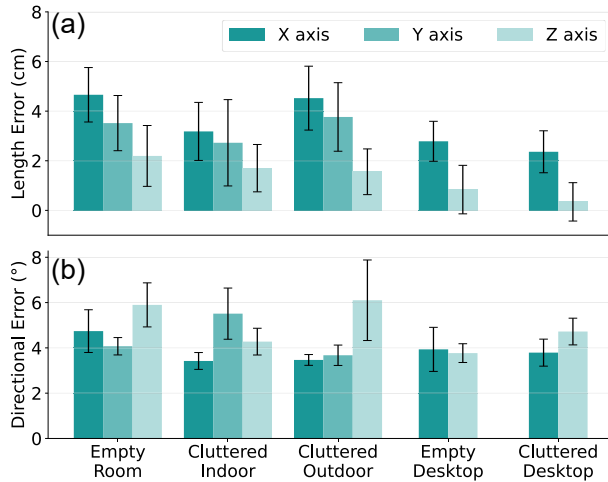 (a)
X axis Y axis Z axis
Length Error (cm)
8
6
4
2
0
(b)
Directional Error (°)
8
6
4
2
0
Empty Room
Cluttered Indoor
Cluttered Outdoor
Empty Desktop
Cluttered Desktop